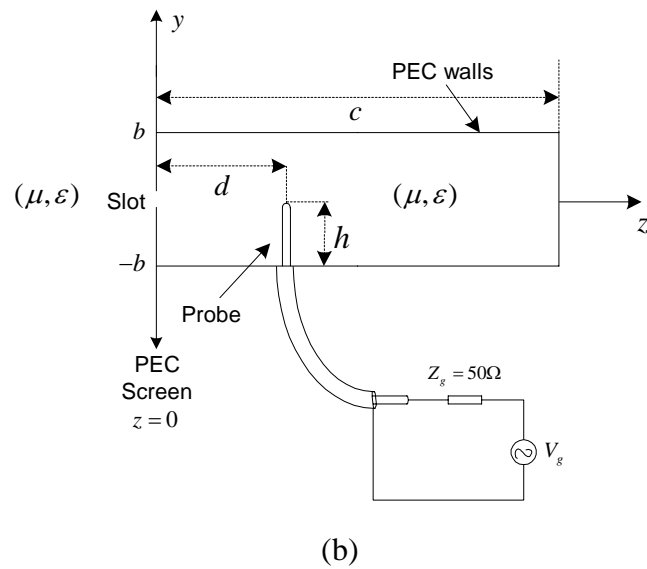 y
PEC walls
c
b
d
(μ,ε)
(μ,ε)
Slot
h
z
−b
Probe
PEC
Screen
z = 0
Z_g = 50Ω
V_g
(b)